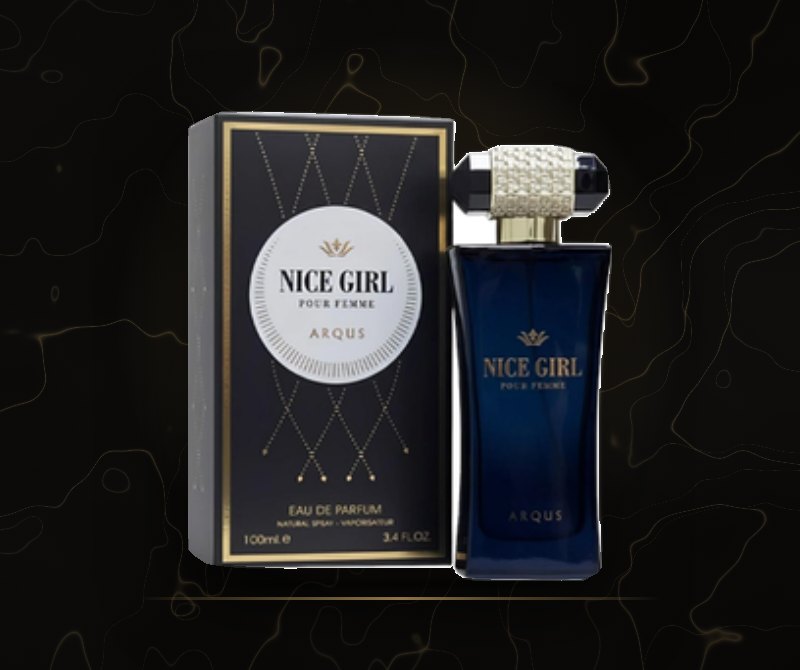 NICE GIRL
POUR FEMME
ARQUS
EAU DE PARFUM
NATURAL SPRAY - VAPORISATEUR
100ml. e 3.4 FL.OZ.
NICE GIRL
POUR FEMME
ARQUS